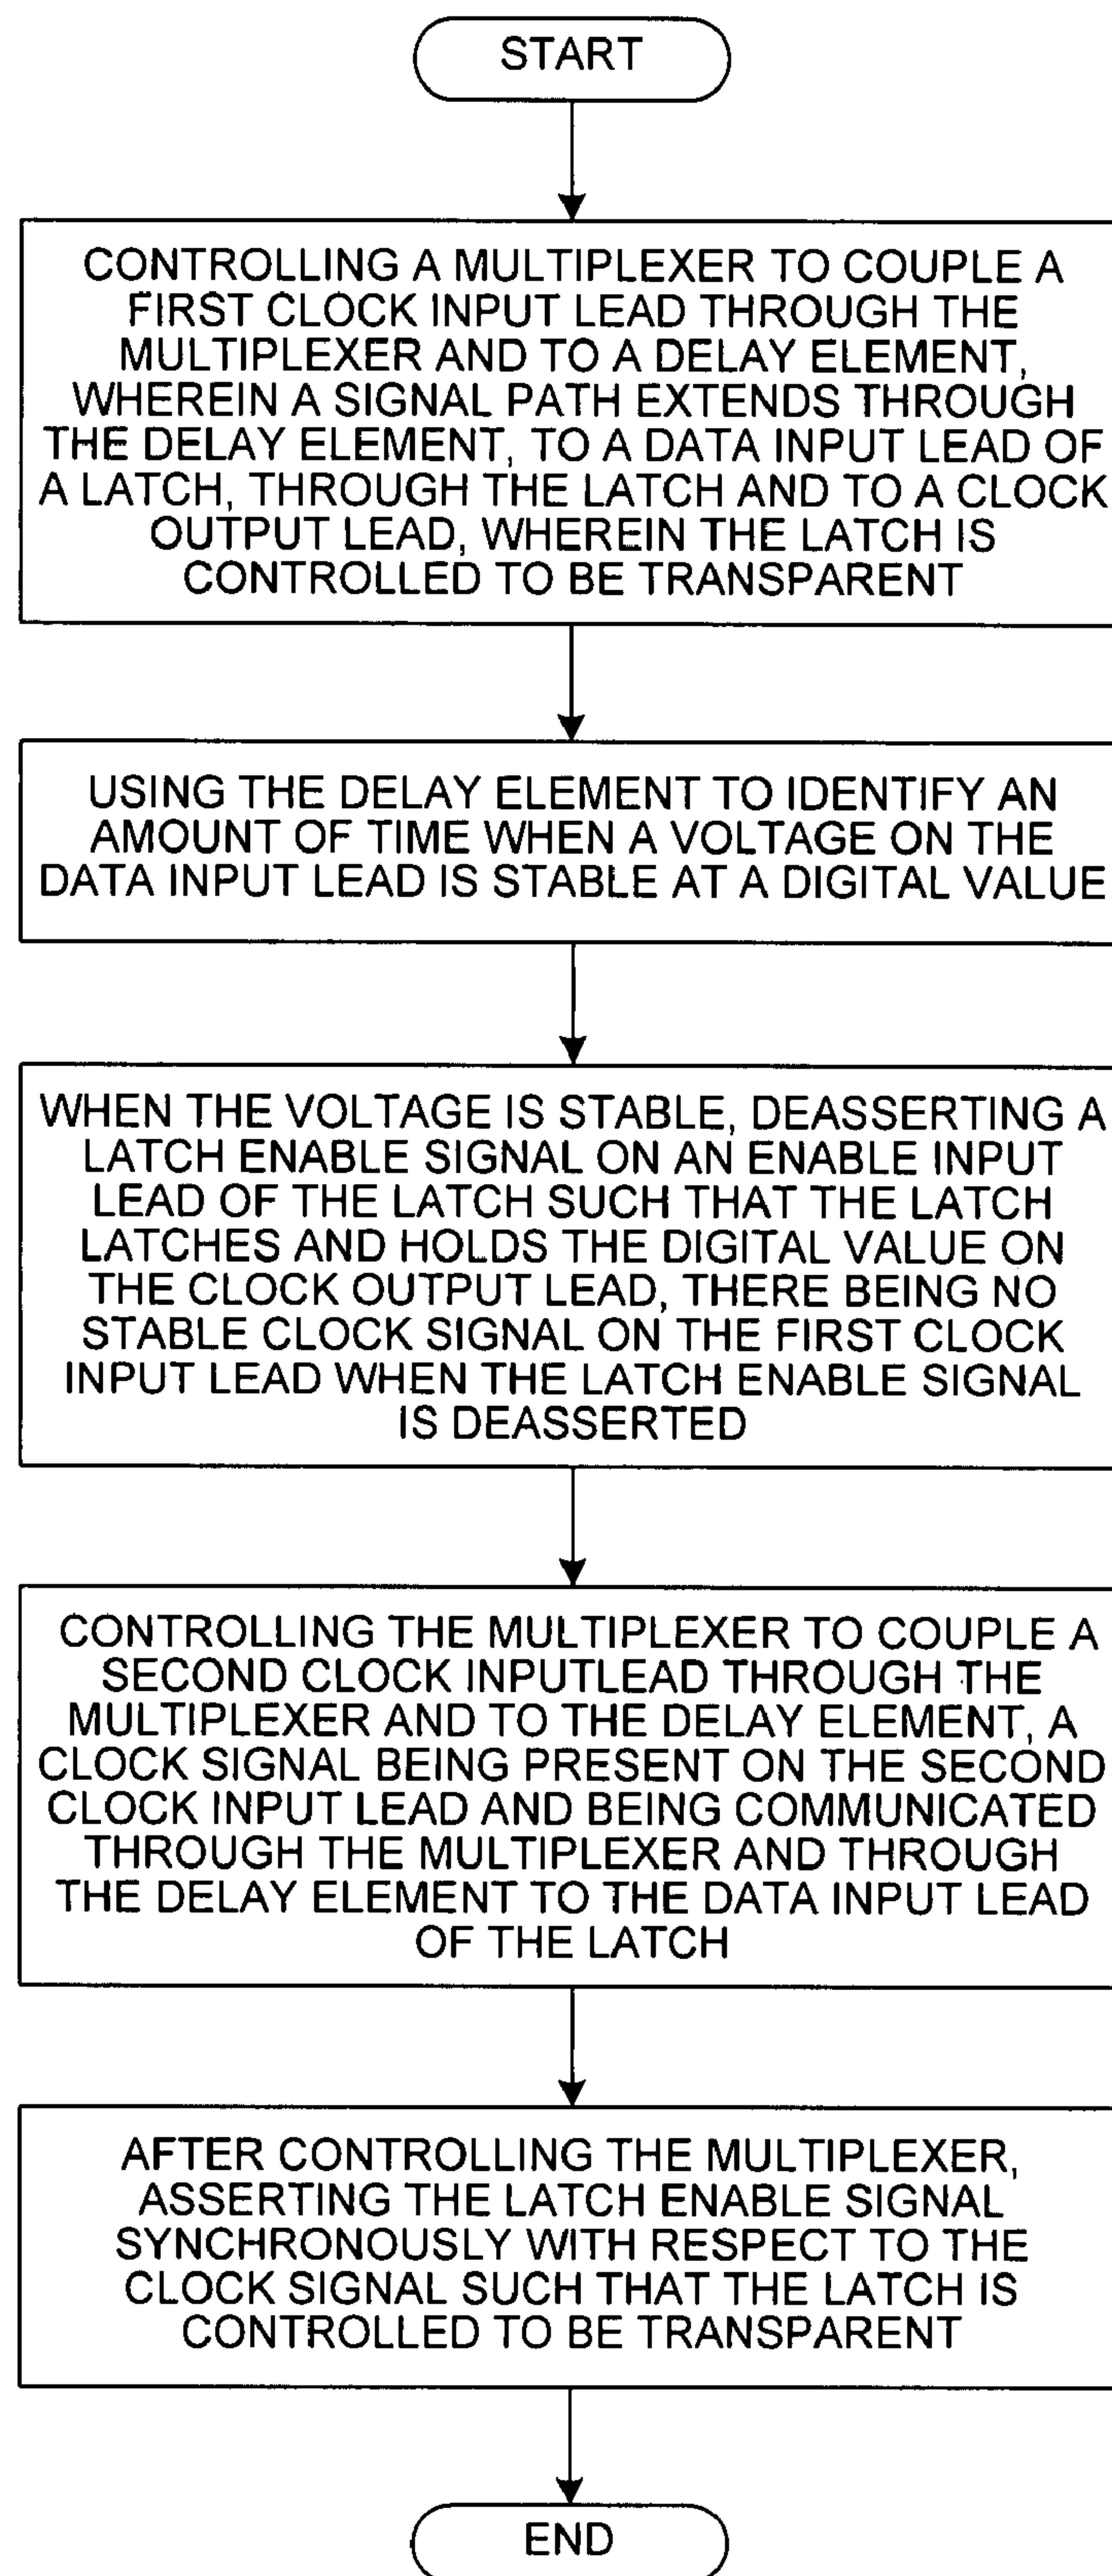 START
CONTROLLING A MULTIPLEXER TO COUPLE A
FIRST CLOCK INPUT LEAD THROUGH THE
MULTIPLEXER AND TO A DELAY ELEMENT,
WHEREIN A SIGNAL PATH EXTENDS THROUGH
THE DELAY ELEMENT, TO A DATA INPUT LEAD OF
A LATCH, THROUGH THE LATCH AND TO A CLOCK
OUTPUT LEAD, WHEREIN THE LATCH IS
CONTROLLED TO BE TRANSPARENT
USING THE DELAY ELEMENT TO IDENTIFY AN
AMOUNT OF TIME WHEN A VOLTAGE ON THE
DATA INPUT LEAD IS STABLE AT A DIGITAL VALUE
WHEN THE VOLTAGE IS STABLE, DEASSERTING A
LATCH ENABLE SIGNAL ON AN ENABLE INPUT
LEAD OF THE LATCH SUCH THAT THE LATCH
LATCHES AND HOLDS THE DIGITAL VALUE ON
THE CLOCK OUTPUT LEAD, THERE BEING NO
STABLE CLOCK SIGNAL ON THE FIRST CLOCK
INPUT LEAD WHEN THE LATCH ENABLE SIGNAL
IS DEASSERTED
CONTROLLING THE MULTIPLEXER TO COUPLE A
SECOND CLOCK INPUTLEAD THROUGH THE
MULTIPLEXER AND TO THE DELAY ELEMENT, A
CLOCK SIGNAL BEING PRESENT ON THE SECOND
CLOCK INPUT LEAD AND BEING COMMUNICATED
THROUGH THE MULTIPLEXER AND THROUGH
THE DELAY ELEMENT TO THE DATA INPUT LEAD
OF THE LATCH
AFTER CONTROLLING THE MULTIPLEXER,
ASSERTING THE LATCH ENABLE SIGNAL
SYNCHRONOUSLY WITH RESPECT TO THE
CLOCK SIGNAL SUCH THAT THE LATCH IS
CONTROLLED TO BE TRANSPARENT
END